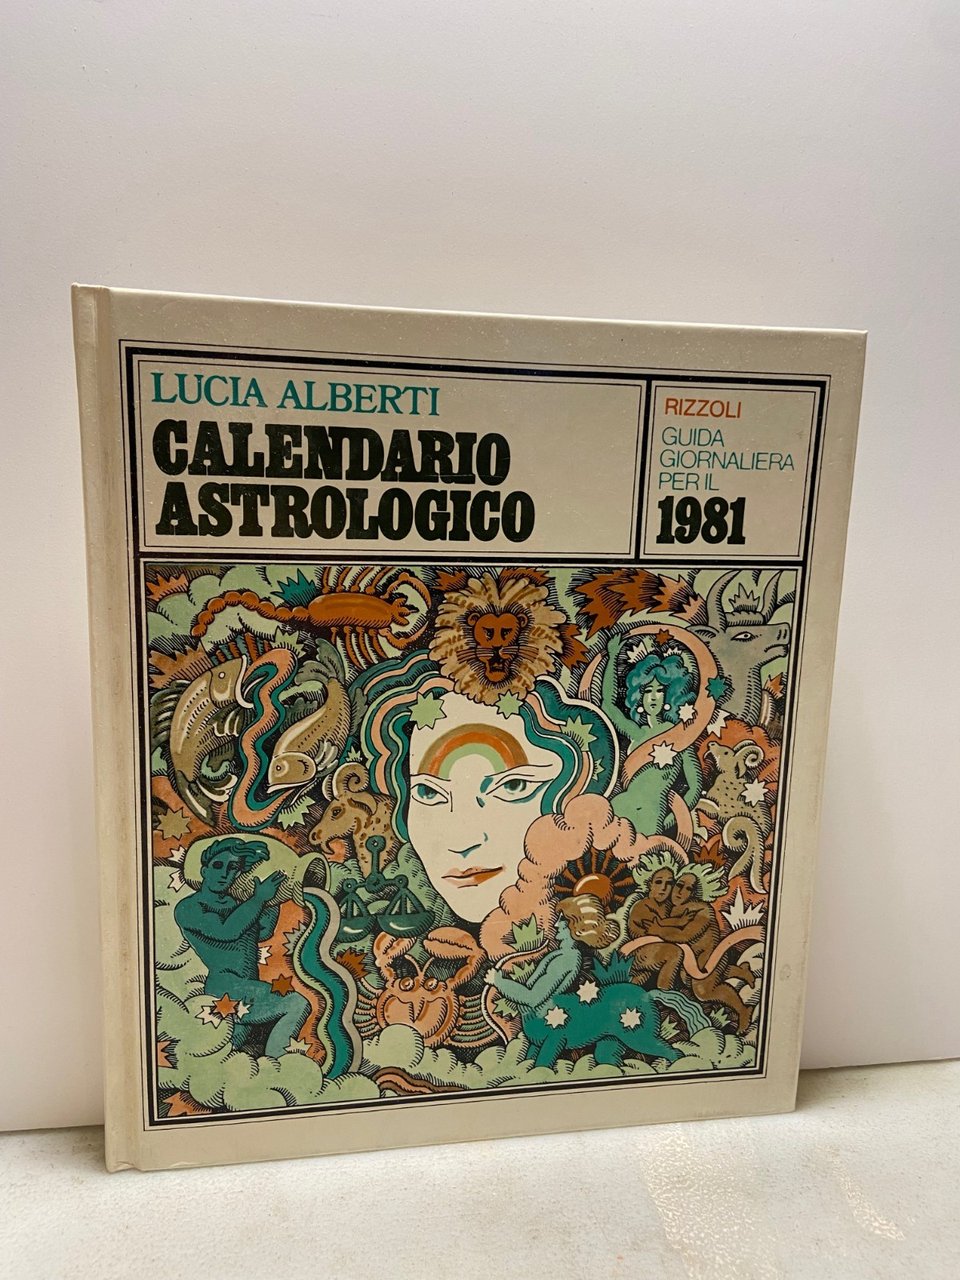 LUCIA ALBERTI
CALENDARIO
ASTROLOGICO
RIZZOLI
GUIDA
GIORNALIERA
PER IL
1981